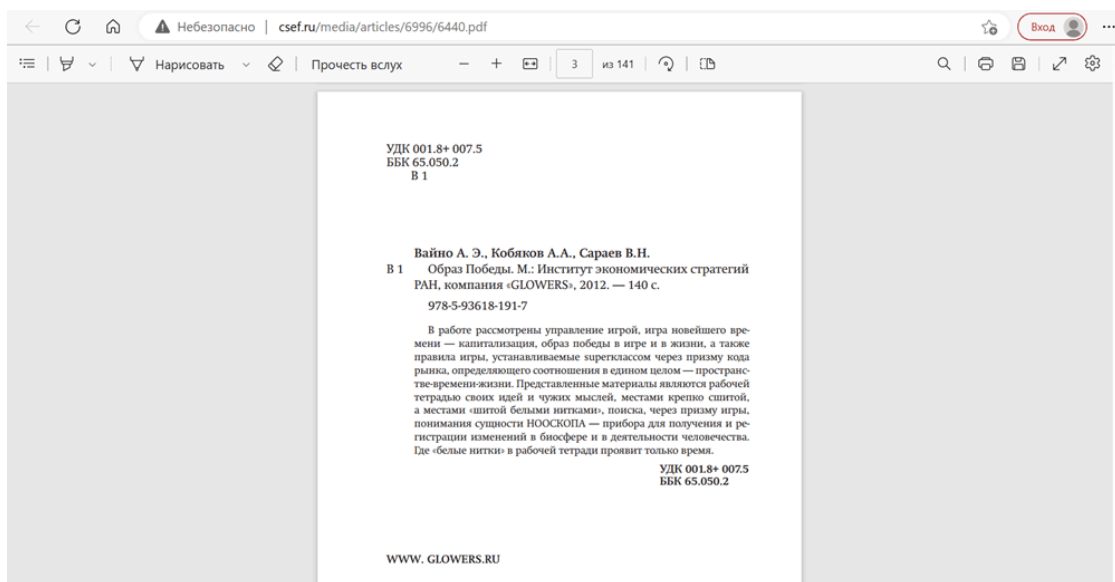 Небезопасно | csef.ru/media/articles/6996/6440.pdf Вход
Нарисовать Прочесть вслух 3 из 141
УДК 001.8+ 007.5
ББК 65.050.2
В 1
Вайно А. Э., Кобяков А.А., Сараев В.Н.
В 1 Образ Победы. М.: Институт экономических стратегий
РАН, компания «GLOWERS», 2012. — 140 с.
978-5-93618-191-7
В работе рассмотрены управление игрой, игра новейшего вре-
мени — капитализация, образ победы в игре и в жизни, а также
правила игры, устанавливаемые superклассом через призму кода
рынка, определяющего соотношения в едином целом — пространс-
тве-времени-жизни. Представленные материалы являются рабочей
тетрадью своих идей и чужих мыслей, местами крепко сшитой,
а местами «шитой белыми нитками», поиска, через призму игры,
понимания сущности НООСКОПА — прибора для получения и ре-
гистрации изменений в биосфере и в деятельности человечества.
Где «белые нитки» в рабочей тетради проявит только время.
УДК 001.8+ 007.5
ББК 65.050.2
WWW. GLOWERS.RU